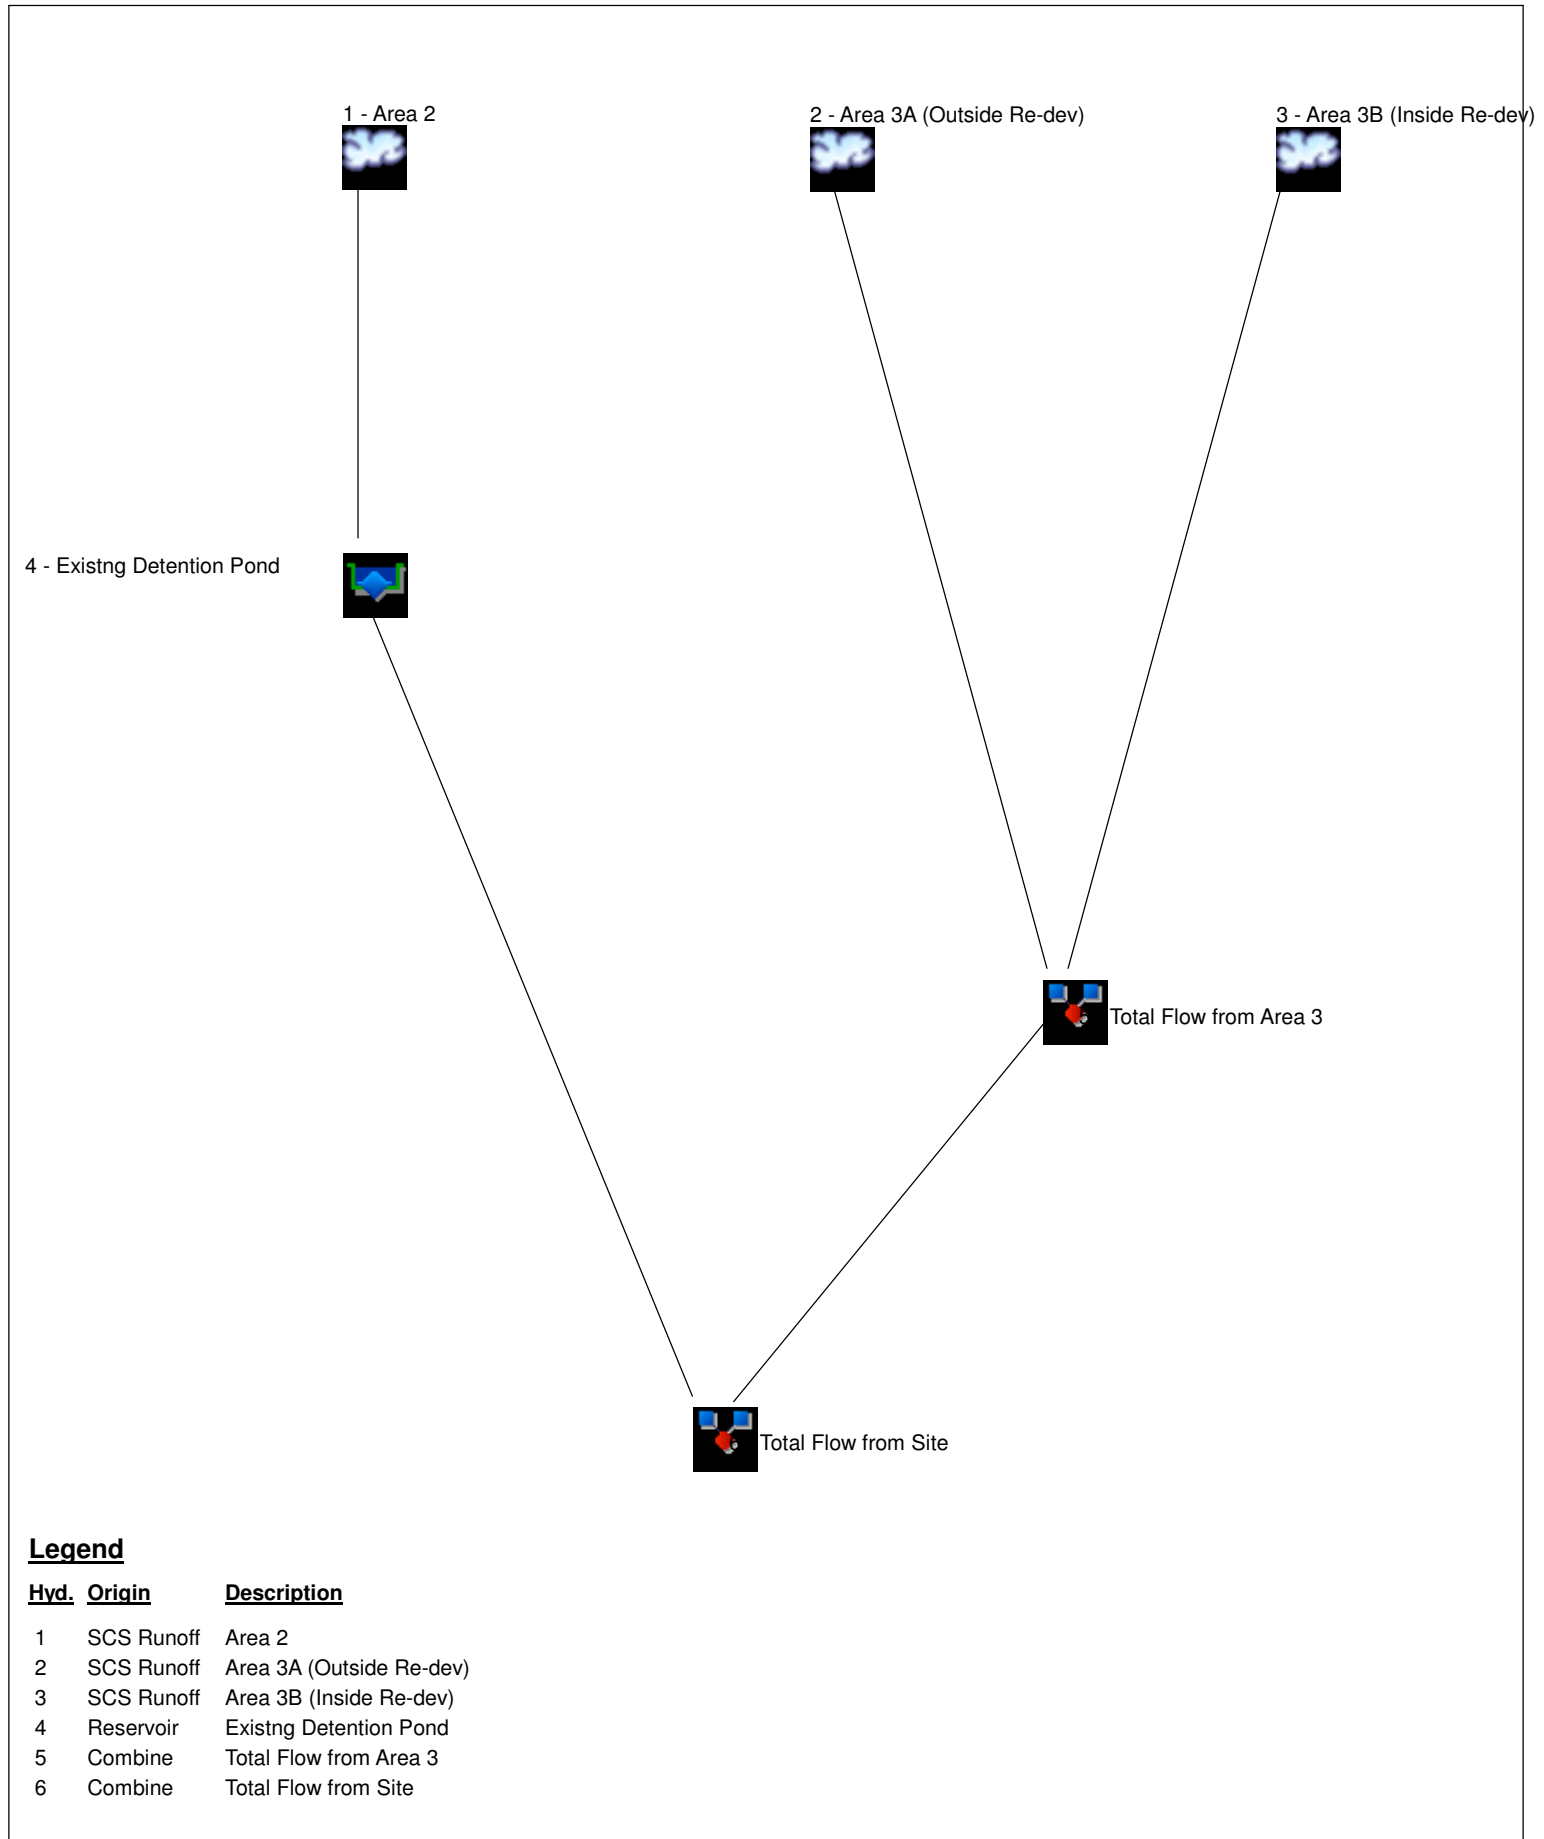 1 - Area 2
2 - Area 3A (Outside Re-dev)
3 - Area 3B (Inside Re-dev)
4 - Existng Detention Pond
Total Flow from Area 3
Total Flow from Site
Legend
Hyd. Origin Description
1 SCS Runoff Area 2
2 SCS Runoff Area 3A (Outside Re-dev)
3 SCS Runoff Area 3B (Inside Re-dev)
4 Reservoir Existng Detention Pond
5 Combine Total Flow from Area 3
6 Combine Total Flow from Site